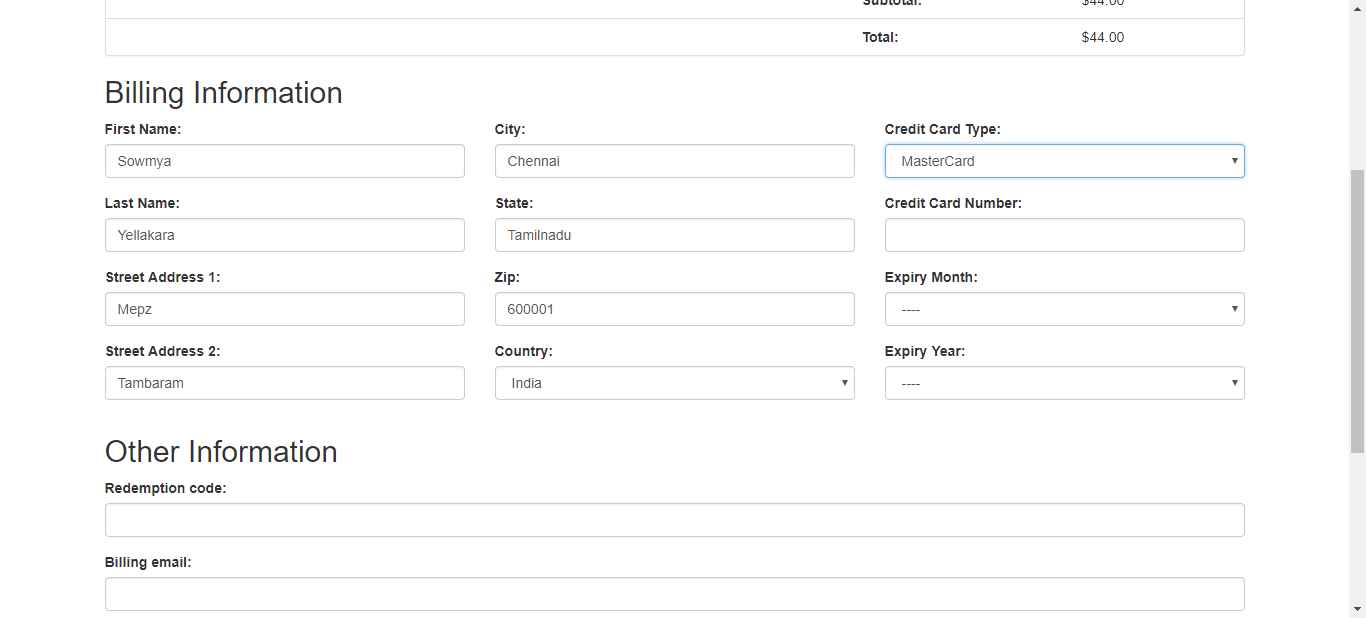 Subtotal: $44.00
Total: $44.00
Billing Information
First Name: City: Credit Card Type:
Sowmya Chennai MasterCard
Last Name: State: Credit Card Number:
Yellakara Tamilnadu
Street Address 1: Zip: Expiry Month:
Mepz 600001 ----
Street Address 2: Country: Expiry Year:
Tambaram India ----
Other Information
Redemption code:
Billing email: